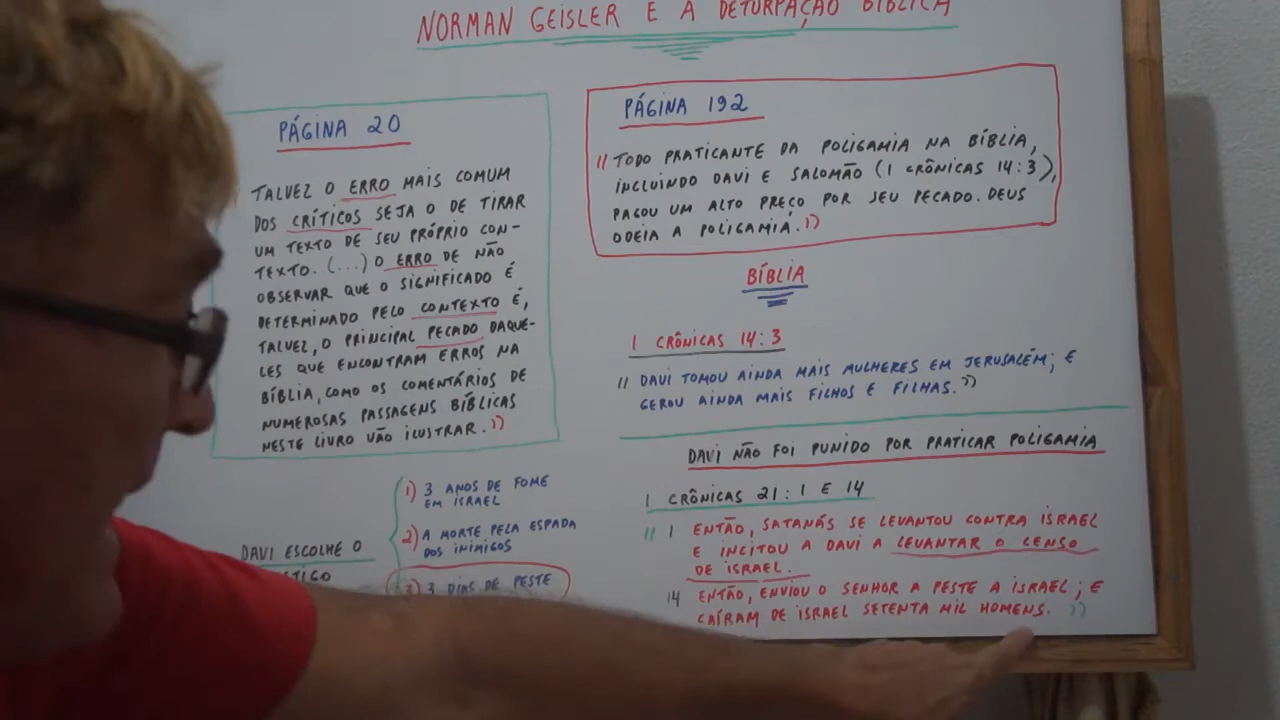 NORMAN GEISLER E A DETURPAÇÃO BÍBLICA
PÁGINA 20
TALVEZ O ERRO MAIS COMUM
DOS CRÍTICOS SEJA O DE TIRAR
UM TEXTO DE SEU PRÓPRIO CON-
TEXTO. (...) O ERRO DE NÃO
OBSERVAR QUE O SIGNIFICADO É
DETERMINADO PELO CONTEXTO É,
TALVEZ, O PRINCIPAL PECADO DAQUE-
LES QUE ENCONTRAM ERROS NA
BÍBLIA, COMO OS COMENTÁRIOS DE
NUMEROSAS PASSAGENS BÍBLICAS
NESTE LIVRO VÃO ILUSTRAR.))
DAVI ESCOLHE O
1) 3 ANOS DE FOME
EM ISRAEL
2) A MORTE PELA ESPADA
DOS INIMIGOS
3) 3 DIAS DE PESTE
PÁGINA 192
"TODO PRATICANTE DA POLIGAMIA NA BÍBLIA,
INCLUINDO DAVI E SALOMÃO (1 CRÔNICAS 14:3),
PAGOU UM ALTO PREÇO POR SEU PECADO. DEUS
ODEIA A POLIGAMIA.))
BÍBLIA
1 CRÔNICAS 14:3
"DAVI TOMOU AINDA MAIS MULHERES EM JERUSALÉM; E
GEROU AINDA MAIS FILHOS E FILHAS.))
DAVI NÃO FOI PUNIDO POR PRATICAR POLIGAMIA
1 CRÔNICAS 21:1 E 14
" 1 ENTÃO, SATANÁS SE LEVANTOU CONTRA ISRAEL
E INCITOU A DAVI A LEVANTAR O CENSO
DE ISRAEL.
14 ENTÃO, ENVIOU O SENHOR A PESTE A ISRAEL; E
CAÍRAM DE ISRAEL SETENTA MIL HOMENS. ))